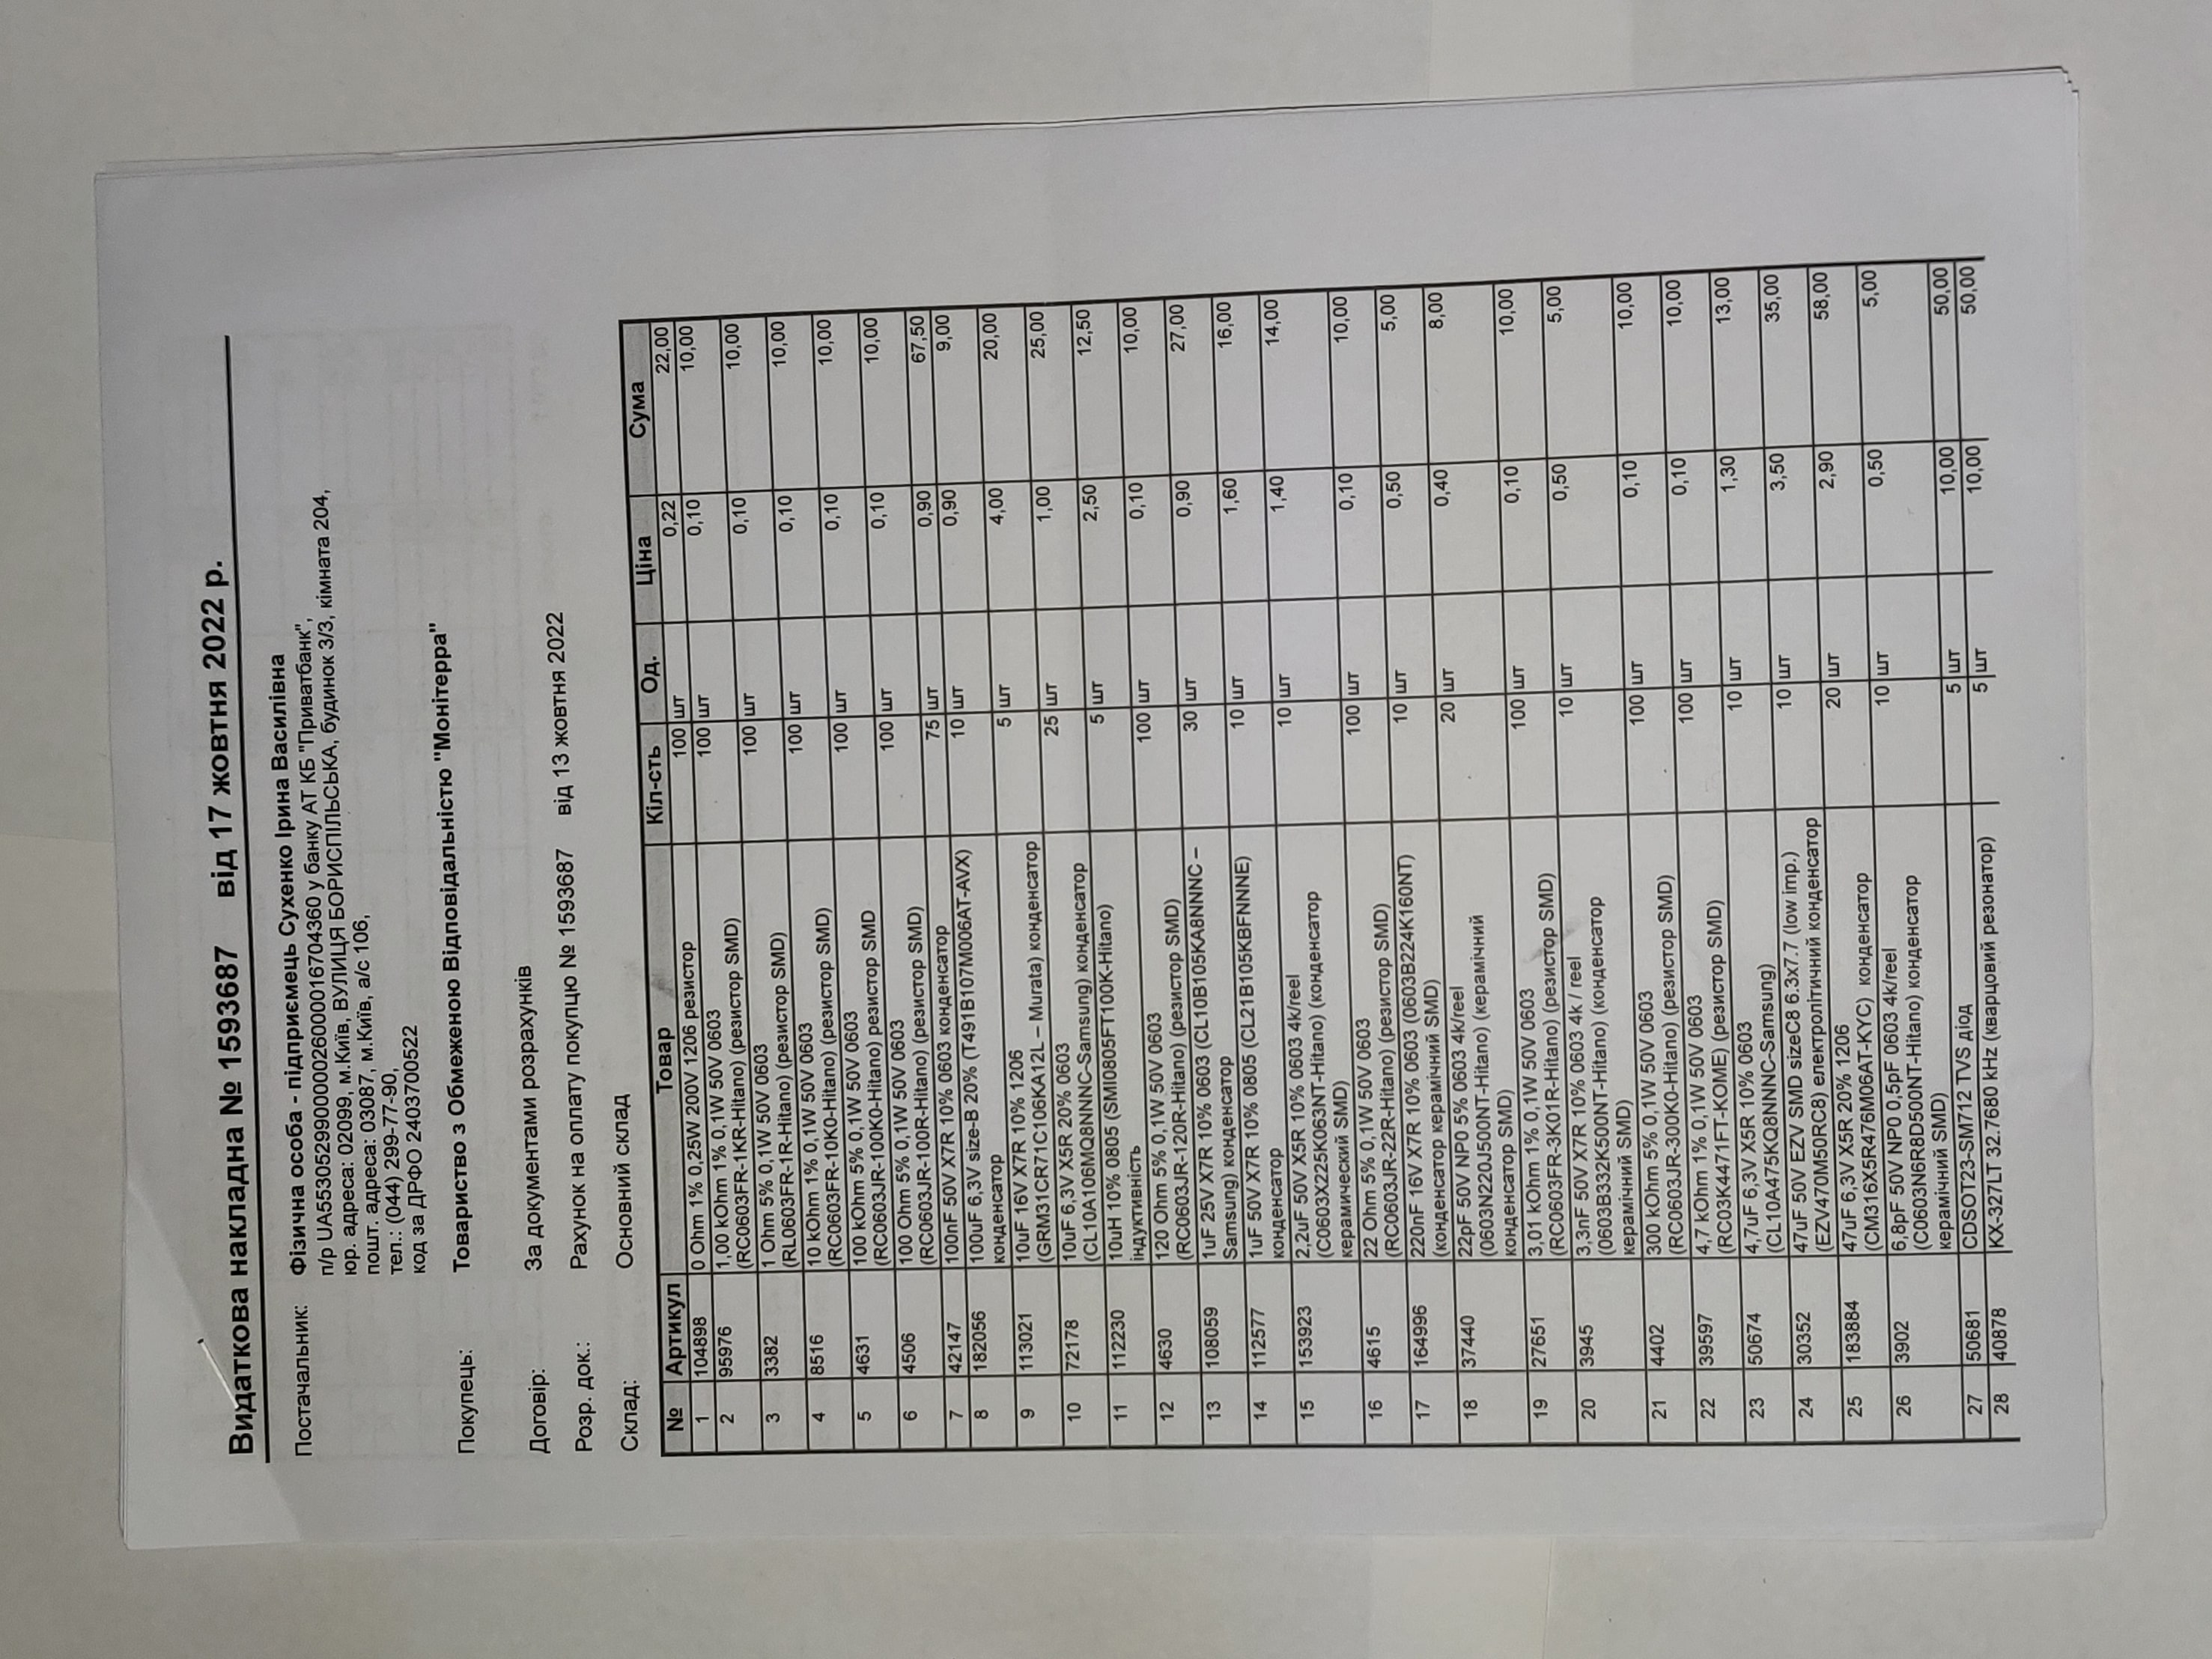 Видаткова накладна № 1593687 від 17 жовтня 2022 р.
Постачальник: Фізична особа - підприємець Сухенко Ірина Василівна
п/р UA553052990000026000016704360 у банку АТ КБ "Приватбанк",
юр. адреса: 02099, м.Київ, ВУЛИЦЯ БОРИСПІЛЬСЬКА, будинок 3/3, кімната 204,
пошт. адреса: 03087, м.Київ, а/с 106,
тел.: (044) 299-77-90,
код за ДРФО 2403700522
Покупець: Товариство з Обмеженою Відповідальністю "Монітерра"
Договір: За документами розрахунків
Розр. док.: Рахунок на оплату покупцю № 1593687 від 13 жовтня 2022
Склад: Основний склад
№ Артикул Товар Кіл-сть Од. Ціна Сума
1 104898 0 Ohm 1% 0,25W 200V 1206 резистор 100 шт 0,22 22,00
2 95976 1,00 kOhm 1% 0,1W 50V 0603 100 шт 0,10 10,00
(RC0603FR-1KR-Hitano) (резистор SMD)
3 3382 1 Ohm 5% 0,1W 50V 0603 100 шт 0,10 10,00
(RL0603FR-1R-Hitano) (резистор SMD)
4 8516 10 kOhm 1% 0,1W 50V 0603 100 шт 0,10 10,00
(RC0603FR-10K0-Hitano) (резистор SMD)
5 4631 100 kOhm 5% 0,1W 50V 0603 100 шт 0,10 10,00
(RC0603JR-100K0-Hitano) резистор SMD
6 4506 100 Ohm 5% 0,1W 50V 0603 100 шт 0,10 10,00
(RC0603JR-100R-Hitano) (резистор SMD)
7 42147 100nF 50V X7R 10% 0603 конденсатор 75 шт 0,90 67,50
8 182056 100uF 6,3V size-B 20% (T491B107M006AT-AVX) 10 шт 0,90 9,00
конденсатор
9 113021 10uF 16V X7R 10% 1206 5 шт 4,00 20,00
(GRM31CR71C106KA12L – Murata) конденсатор
10 72178 10uF 6,3V X5R 20% 0603 25 шт 1,00 25,00
(CL10A106MQ8NNNC-Samsung) конденсатор
11 112230 10uH 10% 0805 (SMI0805FT100K-Hitano) 5 шт 2,50 12,50
індуктивність
12 4630 120 Ohm 5% 0,1W 50V 0603 100 шт 0,10 10,00
(RC0603JR-120R-Hitano) (резистор SMD)
13 108059 1uF 25V X7R 10% 0603 (CL10B105KA8NNNC – 30 шт 0,90 27,00
Samsung) конденсатор
14 112577 1uF 50V X7R 10% 0805 (CL21B105KBFNNNE) 10 шт 1,60 16,00
конденсатор
15 153923 2,2uF 50V X5R 10% 0603 4k/reel 10 шт 1,40 14,00
(C0603X225K063NT-Hitano) (конденсатор
керамический SMD)
16 4615 22 Ohm 5% 0,1W 50V 0603 100 шт 0,10 10,00
(RC0603JR-22R-Hitano) (резистор SMD)
17 164996 220nF 16V X7R 10% 0603 (0603B224K160NT) 10 шт 0,50 5,00
(конденсатор керамічний SMD)
18 37440 22pF 50V NP0 5% 0603 4k/reel 20 шт 0,40 8,00
(0603N220J500NT-Hitano) (керамічний
конденсатор SMD)
19 27651 3,01 kOhm 1% 0,1W 50V 0603 100 шт 0,10 10,00
(RC0603FR-3K01R-Hitano) (резистор SMD)
20 3945 3,3nF 50V X7R 10% 0603 4k / reel 10 шт 0,50 5,00
(0603B332K500NT-Hitano) (конденсатор
керамічний SMD)
21 4402 300 kOhm 5% 0,1W 50V 0603 100 шт 0,10 10,00
(RC0603JR-300K0-Hitano) (резистор SMD)
22 39597 4,7 kOhm 1% 0,1W 50V 0603 100 шт 0,10 10,00
(RC03K4471FT-KOME) (резистор SMD)
23 50674 4,7uF 6,3V X5R 10% 0603 10 шт 1,30 13,00
(CL10A475KQ8NNNC-Samsung)
24 30352 47uF 50V EZV SMD sizeC8 6.3x7.7 (low imp.) 10 шт 3,50 35,00
(EZV470M50RC8) електролітичний конденсатор
25 183884 47uF 6,3V X5R 20% 1206 20 шт 2,90 58,00
(CM316X5R476M06AT-KYC) конденсатор
26 3902 6,8pF 50V NP0 0,5pF 0603 4k/reel 10 шт 0,50 5,00
(C0603N6R8D500NT-Hitano) конденсатор
керамічний SMD)
27 50681 CDSOT23-SM712 TVS діод 5 шт 10,00 50,00
28 40878 KX-327LT 32.7680 kHz (кварцовий резонатор) 5 шт 10,00 50,00